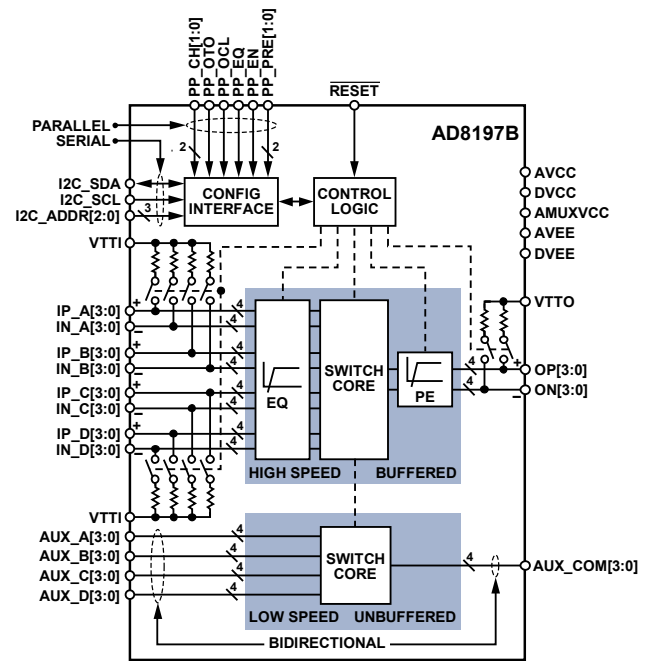 PP_CH[1:0]
PP_OTO
PP_OCL
PP_EQ
PP_EN
PP_PRE[1:0]
RESET
PARALLEL
SERIAL
AD8197B
2
2
I2C_SDA
I2C_SCL
I2C_ADDR[2:0]
3
CONFIG
INTERFACE
CONTROL
LOGIC
AVCC
DVCC
AMUXVCC
AVEE
DVEE
VTTI
VTTO
+
IP_A[3:0]
4
IN_A[3:0]
–
4
+
IP_B[3:0]
4
IN_B[3:0]
–
4
+
IP_C[3:0]
4
IN_C[3:0]
–
4
+
IP_D[3:0]
4
IN_D[3:0]
–
4
EQ
SWITCH
CORE
PE
4
+
OP[3:0]
4
ON[3:0]
–
HIGH SPEED
BUFFERED
VTTI
AUX_A[3:0]
4
AUX_B[3:0]
4
AUX_C[3:0]
4
AUX_D[3:0]
4
SWITCH
CORE
4
AUX_COM[3:0]
LOW SPEED
UNBUFFERED
BIDIRECTIONAL